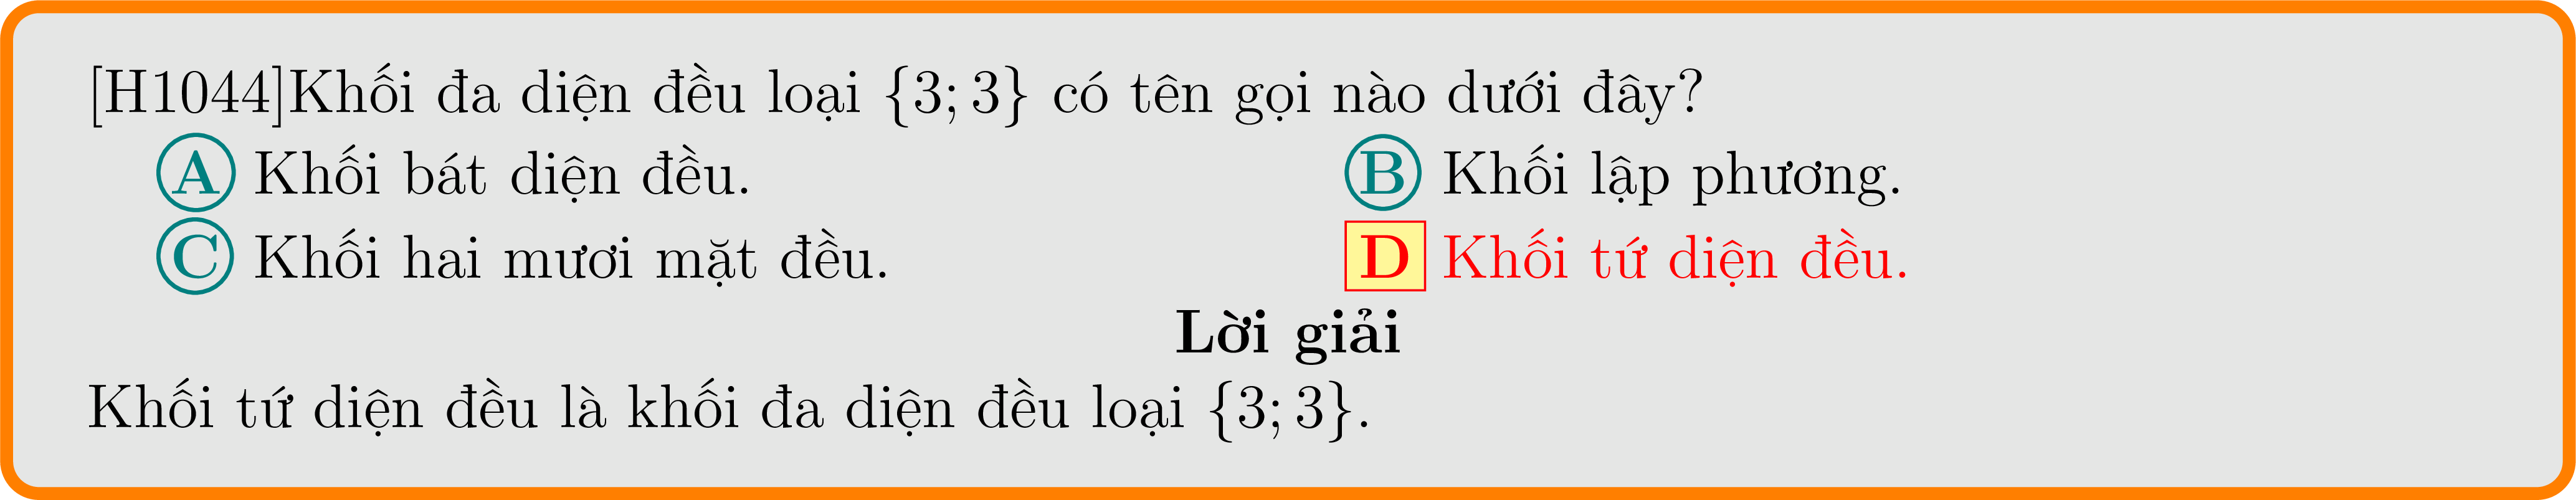 [H1044]Khối đa diện đều loại {3; 3} có tên gọi nào dưới đây?
A Khối bát diện đều. B Khối lập phương.
C Khối hai mươi mặt đều. D Khối tứ diện đều.
Lời giải
Khối tứ diện đều là khối đa diện đều loại {3; 3}.